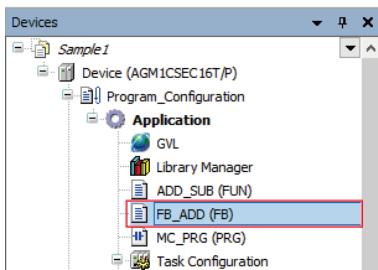 Devices
Sample1
Device (AGM1CSEC16T/P)
Program_Configuration
Application
GVL
Library Manager
ADD_SUB (FUN)
FB_ADD (FB)
MC_PRG (PRG)
Task Configuration